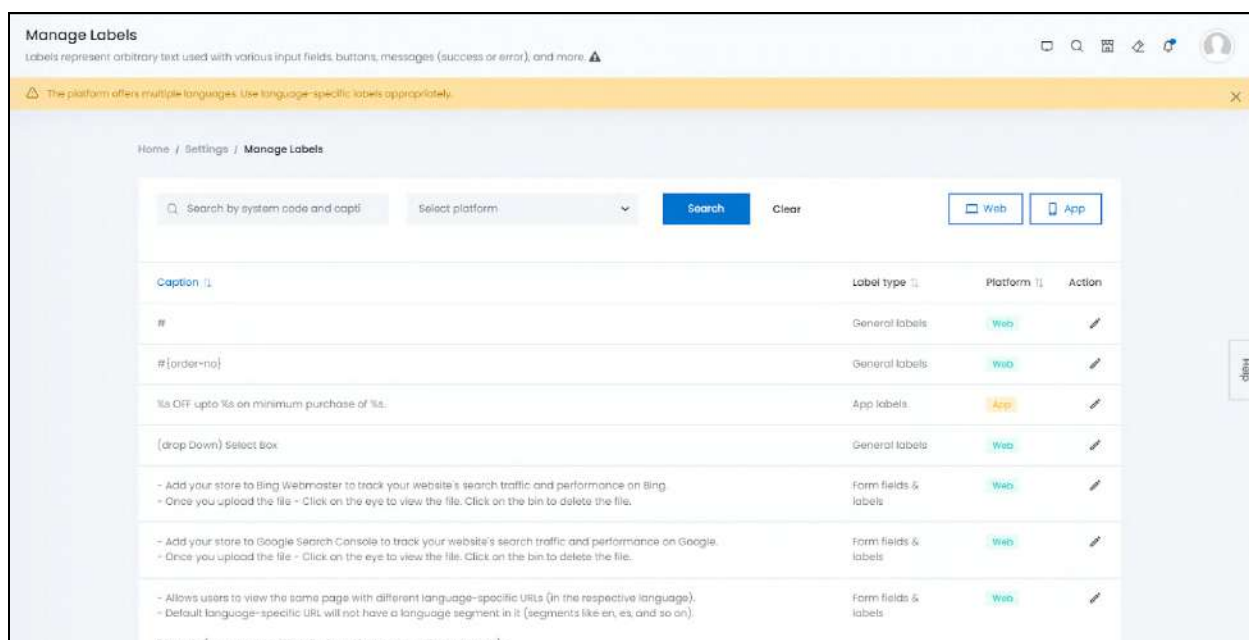 Manage Labels
Labels represent arbitrary text used with various input fields, buttons, messages (success or error), and more.
The platform offers multiple languages. Use language-specific labels appropriately.
Home / Settings / Manage Labels
Search by system code and capti
Select platform
Search
Clear
Web
App
Caption
Label type
Platform
Action
#
General labels
Web
#{order-no}
General labels
Web
%s OFF upto %s on minimum purchase of %s.
App labels
App
(drop Down) Select Box
General labels
Web
- Add your store to Bing Webmaster to track your website's search traffic and performance on Bing.
- Once you upload the file - Click on the eye to view the file. Click on the bin to delete the file.
Form fields &
labels
Web
- Add your store to Google Search Console to track your website's search traffic and performance on Google.
- Once you upload the file - Click on the eye to view the file. Click on the bin to delete the file.
Form fields &
labels
Web
- Allows users to view the same page with different language-specific URLs (in the respective language).
- Default language-specific URL will not have a language segment in it (segments like en, es, and so on).
Form fields &
labels
Web
Help